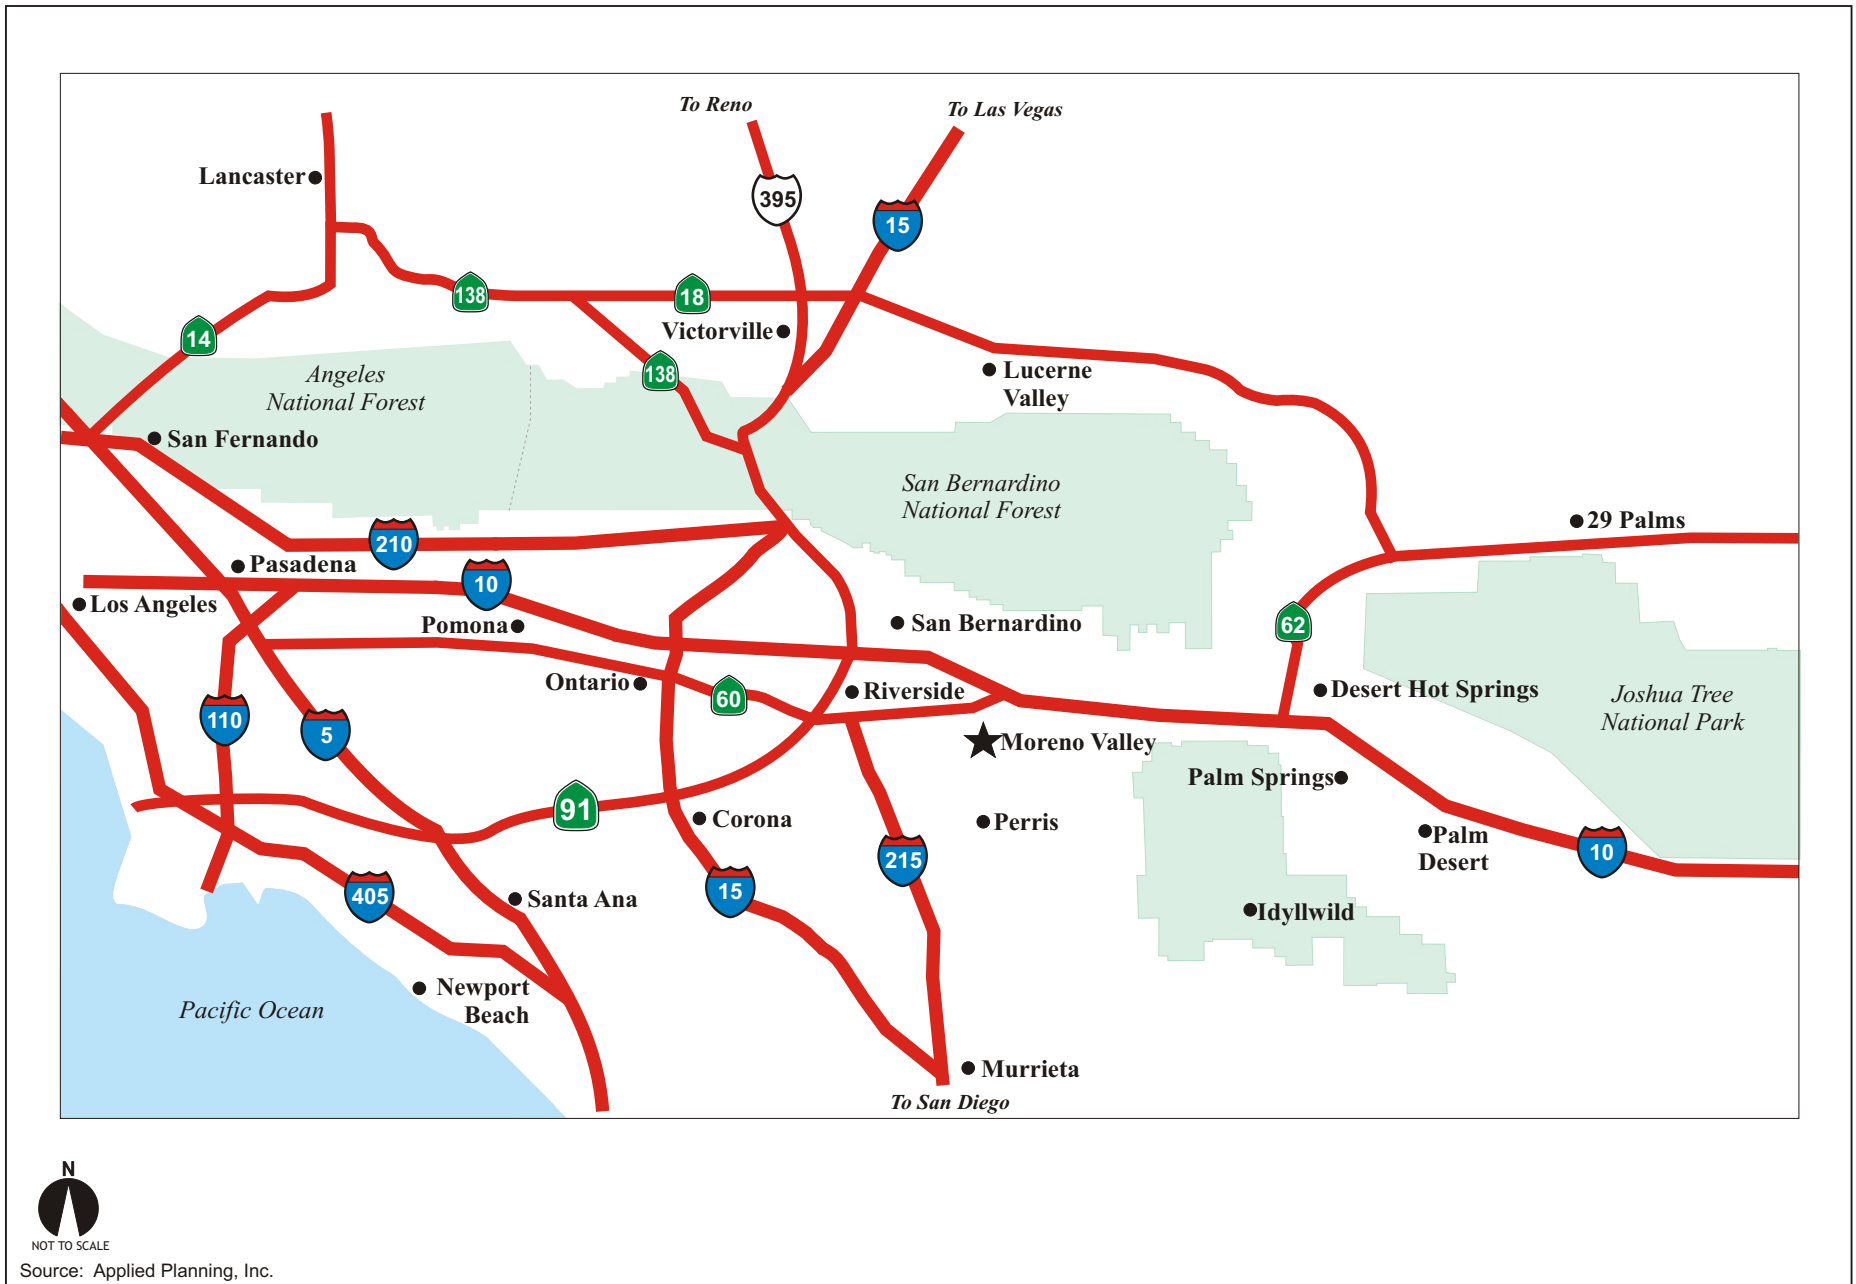 To Reno
To Las Vegas
Lancaster
395
15
138
18
14
Victorville
138
Angeles
National Forest
Lucerne
Valley
San Fernando
San Bernardino
National Forest
29 Palms
210
Pasadena
10
Los Angeles
Pomona
San Bernardino
62
Ontario
60
Riverside
Desert Hot Springs
Joshua Tree
National Park
110
5
Moreno Valley
Palm Springs
91
Corona
Perris
Palm
Desert
215
10
15
405
Santa Ana
Idyllwild
Newport
Beach
Pacific Ocean
Murrieta
To San Diego
N
NOT TO SCALE
Source: Applied Planning, Inc.